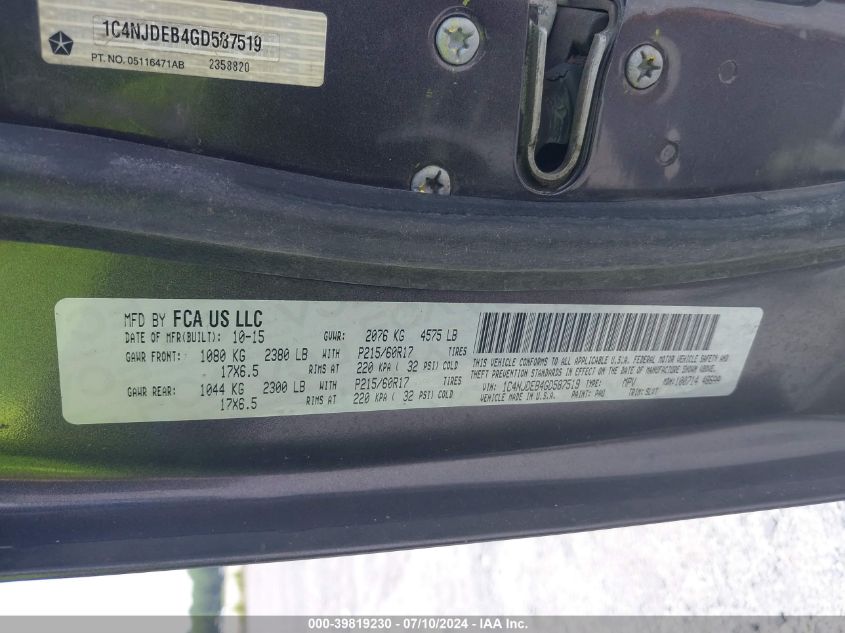 1C4NJDEB4GD587519
PT. NO. 05116471AB 2358820
MFD BY FCA US LLC
DATE OF MFR(BUILT): 10-15 GVWR: 2076 KG 4575 LB
GAWR FRONT: 1080 KG 2380 LB WITH P215/60R17 TIRES
17X6.5 RIMS AT 220 KPA ( 32 PSI) COLD
GAWR REAR: 1044 KG 2300 LB WITH P215/60R17 TIRES
17X6.5 RIMS AT 220 KPA ( 32 PSI) COLD
THIS VEHICLE CONFORMS TO ALL APPLICABLE U.S.A. FEDERAL MOTOR VEHICLE SAFETY AND
THEFT PREVENTION STANDARDS IN EFFECT ON THE DATE OF MANUFACTURE SHOWN ABOVE.
VIN: 1C4NJDEB4GD587519 TYPE: MPV MDH:100714
VEHICLE MADE IN U.S.A. PAINT: PAU TRIM:
000-39819230 - 07/10/2024 - IAA Inc.